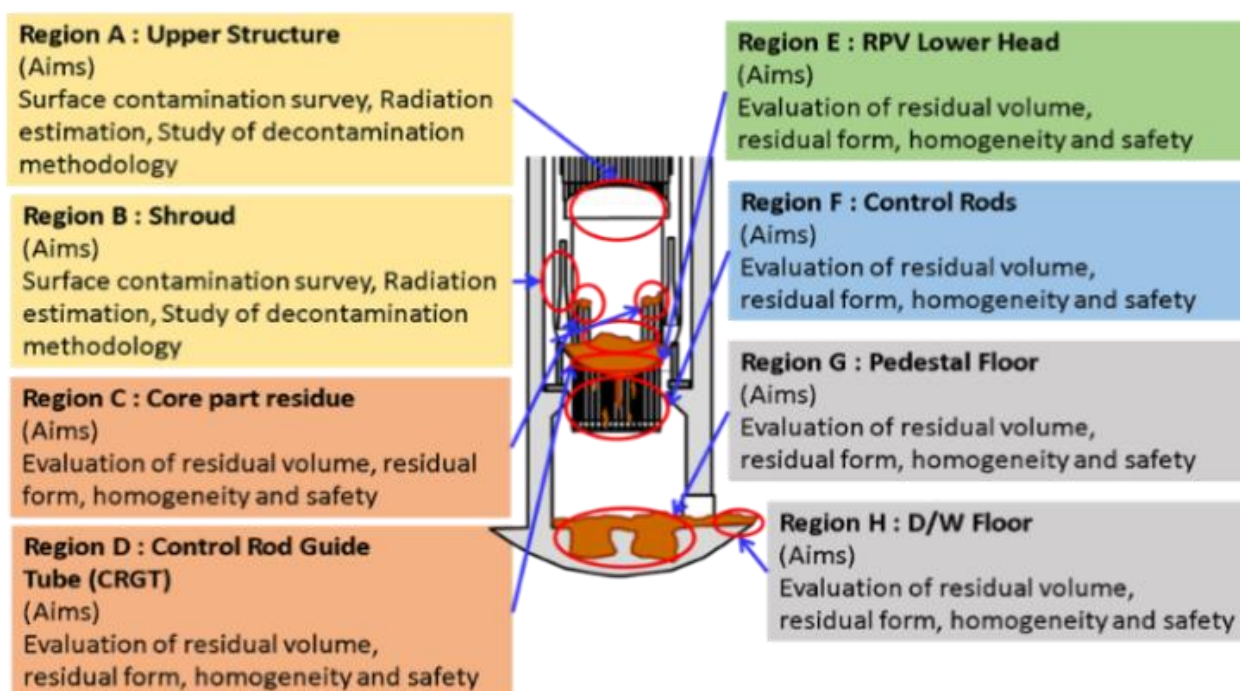 Region A : Upper Structure
(Aims)
Surface contamination survey, Radiation
estimation, Study of decontamination
methodology
Region B : Shroud
(Aims)
Surface contamination survey, Radiation
estimation, Study of decontamination
methodology
Region C : Core part residue
(Aims)
Evaluation of residual volume, residual
form, homogeneity and safety
Region D : Control Rod Guide
Tube (CRGT)
(Aims)
Evaluation of residual volume,
residual form, homogeneity and safety
Region E : RPV Lower Head
(Aims)
Evaluation of residual volume,
residual form, homogeneity and safety
Region F : Control Rods
(Aims)
Evaluation of residual volume,
residual form, homogeneity and safety
Region G : Pedestal Floor
(Aims)
Evaluation of residual volume,
residual form, homogeneity and safety
Region H : D/W Floor
(Aims)
Evaluation of residual volume,
residual form, homogeneity and safety